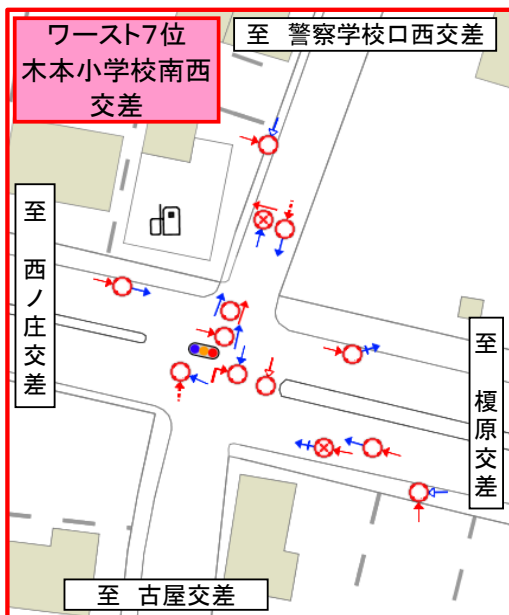 ワースト7位
木本小学校南西
交差
至 警察学校口西交差
至 西ノ庄交差
至 榎原交差
至 古屋交差